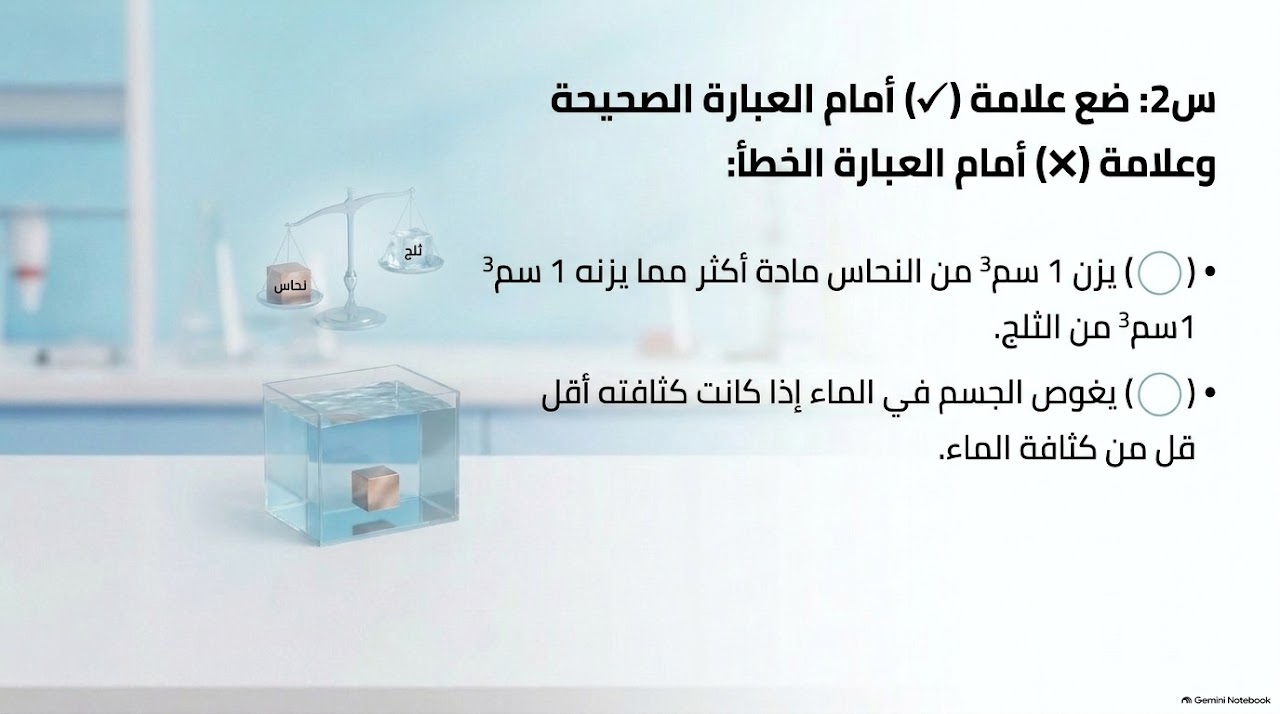 س2: ضع علامة (✓) أمام العبارة الصحيحة
وعلامة (❌) أمام العبارة الخطأ:
• (◯) يزن 1 سم³ من النحاس مادة أكثر مما يزنه 1 سم³
1سم³ من الثلج.
• (◯) يغوص الجسم في الماء إذا كانت كثافته أقل
قل من كثافة الماء.
ثلج
نحاس
Gemini Notebook